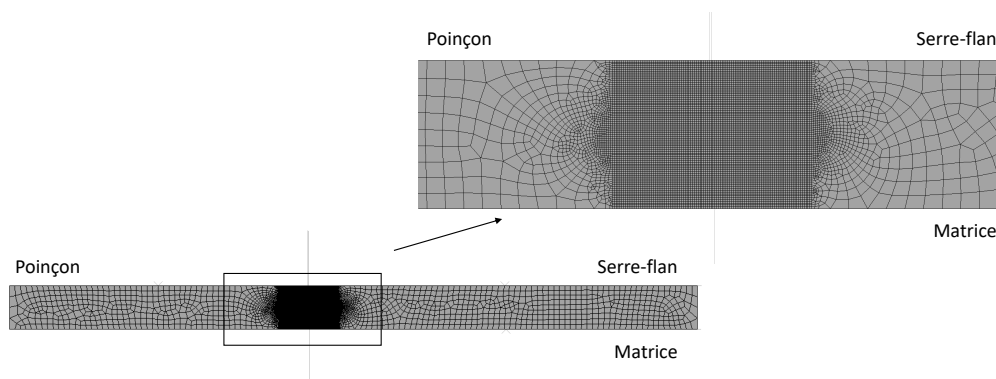 Poinçon
Serre-flan
Matrice
Poinçon
Serre-flan
Matrice